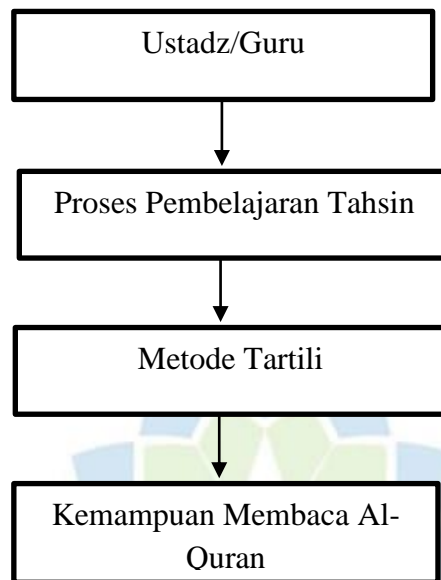 Ustadz/Guru
Proses Pembelajaran Tahsin
Metode Tartili
Kemampuan Membaca Al-
Quran